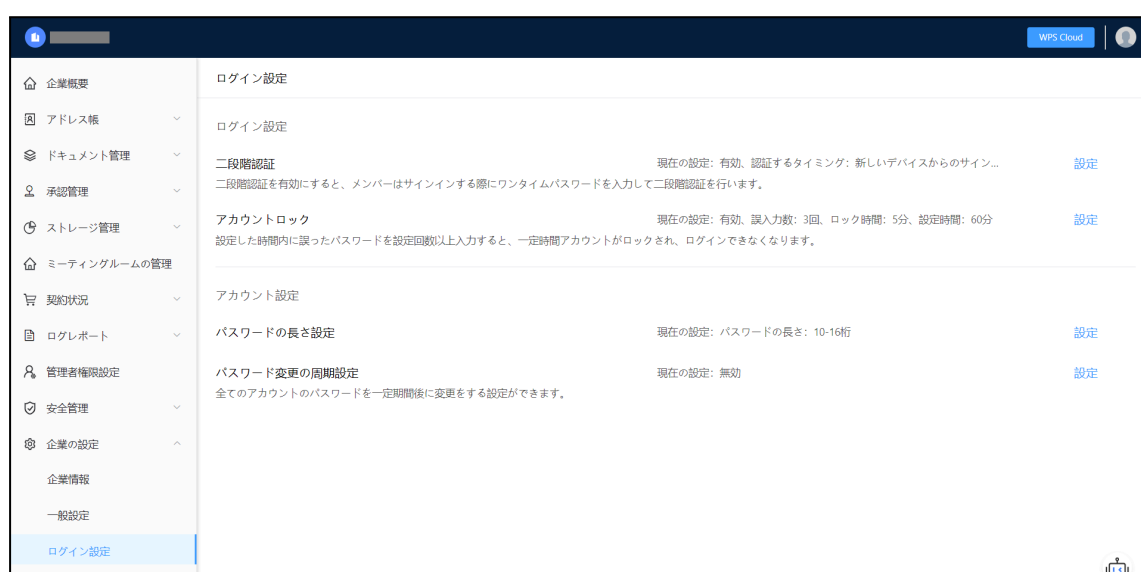 WPS Cloud
企業概要
アドレス帳
ドキュメント管理
承認管理
ストレージ管理
ミーティングルームの管理
契約状況
ログレポート
管理者権限設定
安全管理
企業の設定
企業情報
一般設定
ログイン設定
ログイン設定
ログイン設定
二段階認証 現在の設定: 有効、認証するタイミング: 新しいデバイスからのサイン... 設定
二段階認証を有効にすると、メンバーはサインインする際にワンタイムパスワードを入力して二段階認証を行います。
アカウントロック 現在の設定: 有効、誤入力数: 3回、ロック時間: 5分、設定時間: 60分 設定
設定した時間内に誤ったパスワードを設定回数以上入力すると、一定時間アカウントがロックされ、ログインできなくなります。
アカウント設定
パスワードの長さ設定 現在の設定: パスワードの長さ: 10-16桁 設定
パスワード変更の周期設定 現在の設定: 無効 設定
全てのアカウントのパスワードを一定期間後に変更をする設定ができます。